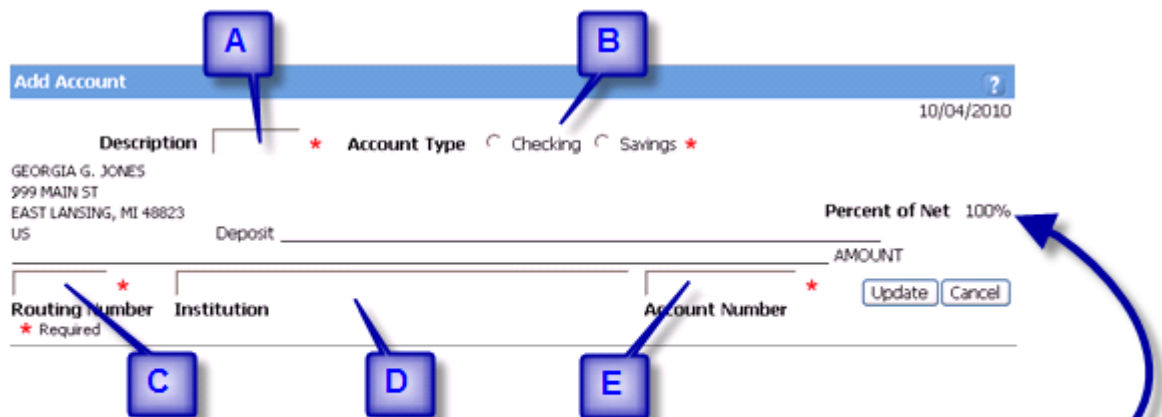 A B
Add Account ?
10/04/2010
Description * Account Type Checking Savings *
GEORGIA G. JONES
999 MAIN ST
EAST LANSING, MI 48823
US
Percent of Net 100%
Deposit
AMOUNT
* *
Update Cancel
Routing Number Institution Account Number
* Required
C D E